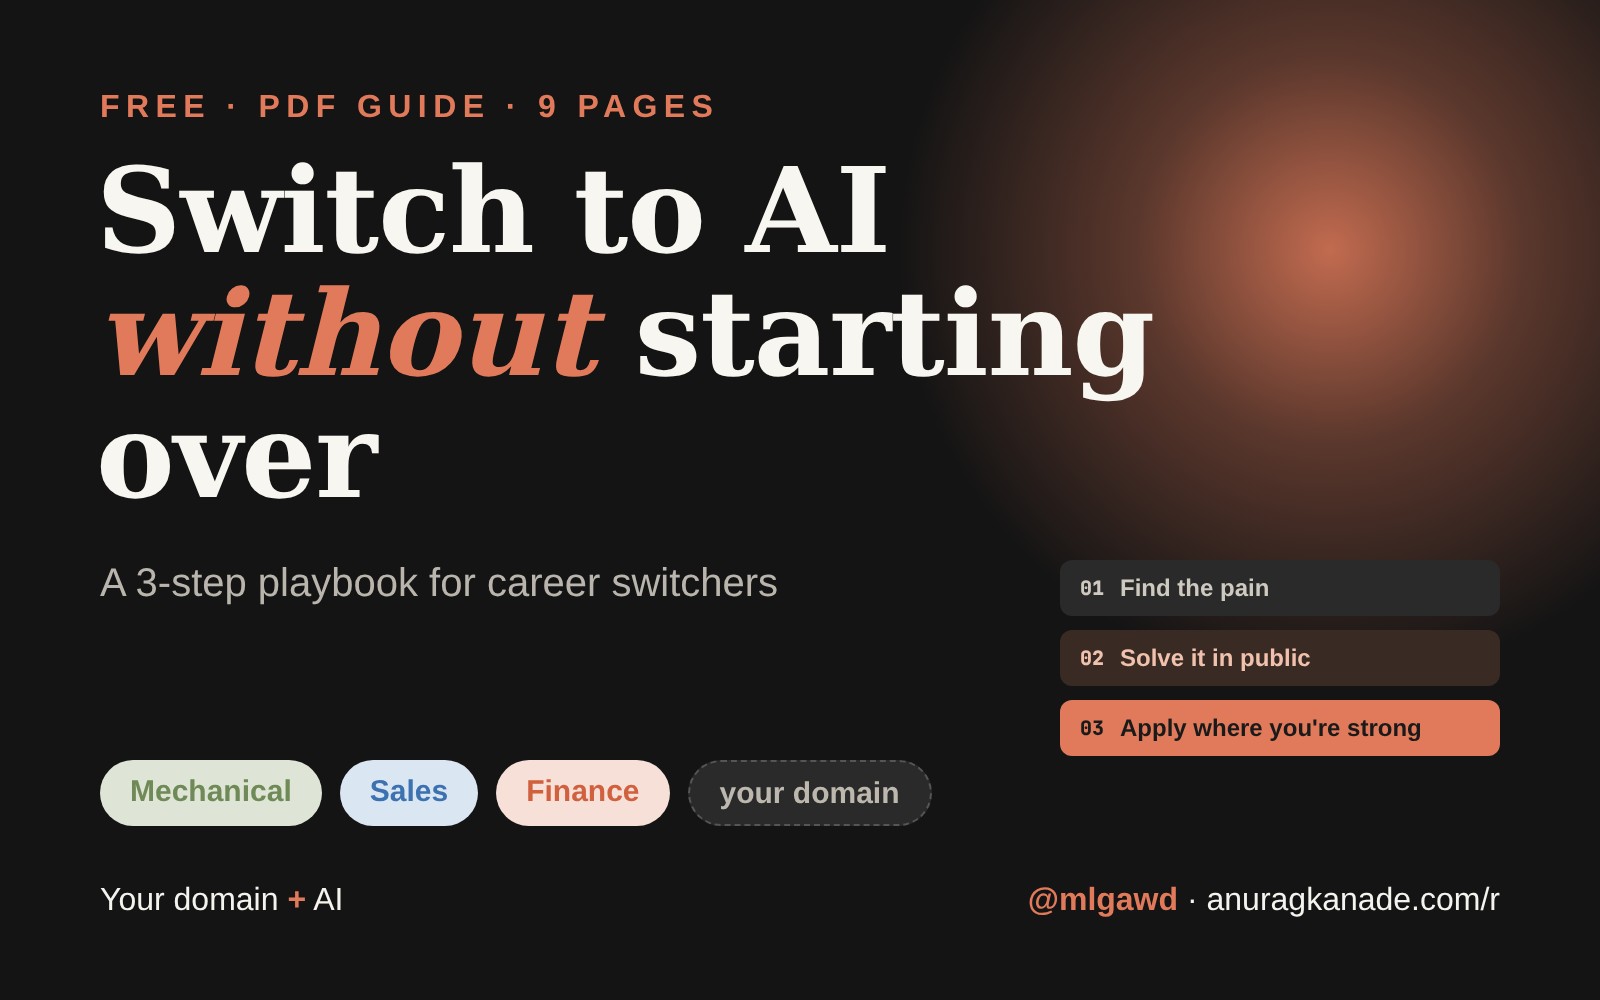 FREE · PDF GUIDE · 9 PAGES
Switch to AI
without starting
over
A 3-step playbook for career switchers
01 Find the pain
02 Solve it in public
03 Apply where you're strong
Mechanical Sales Finance your domain
Your domain + AI
@mlgawd · anuragkanade.com/r